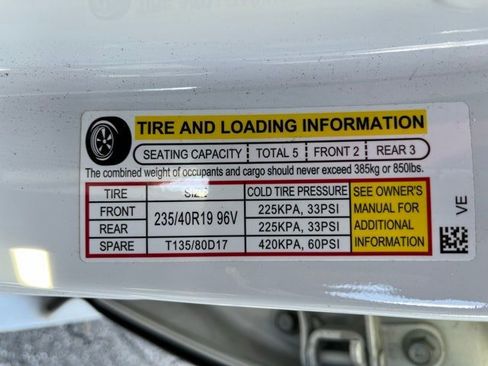 TIRE AND LOADING INFORMATION
SEATING CAPACITY TOTAL 5 FRONT 2 REAR 3
The combined weight of occupants and cargo should never exceed 385kg or 850lbs.
TIRE SIZE COLD TIRE PRESSURE SEE OWNER'S MANUAL FOR ADDITIONAL INFORMATION
FRONT 235/40R19 96V 225KPA, 33PSI
REAR 225KPA, 33PSI
SPARE T135/80D17 420KPA, 60PSI
VE